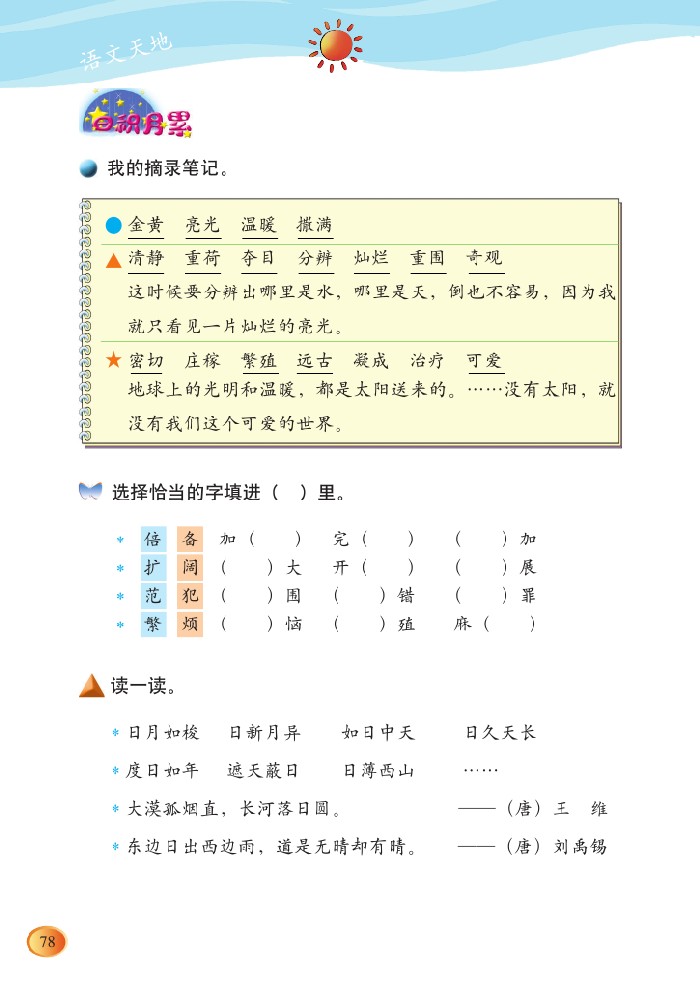 语文天地
日积月累
我的摘录笔记。
金黄 亮光 温暖 撒满
清静 重荷 夺目 分辨 灿烂 重围 奇观
这时候要分辨出哪里是水，哪里是天，倒也不容易，因为我
就只看见一片灿烂的亮光。
密切 庄稼 繁殖 远古 凝成 治疗 可爱
地球上的光明和温暖，都是太阳送来的。……没有太阳，就
没有我们这个可爱的世界。
选择恰当的字填进（ ）里。
* 倍 备 加（ ） 完（ ） （ ）加
* 扩 阔 （ ）大 开（ ） （ ）展
* 范 犯 （ ）围 （ ）错 （ ）罪
* 繁 烦 （ ）恼 （ ）殖 麻（ ）
读一读。
* 日月如梭 日新月异 如日中天 日久天长
* 度日如年 遮天蔽日 日薄西山 ……
* 大漠孤烟直，长河落日圆。 ——（唐）王 维
* 东边日出西边雨，道是无晴却有晴。 ——（唐）刘禹锡
78